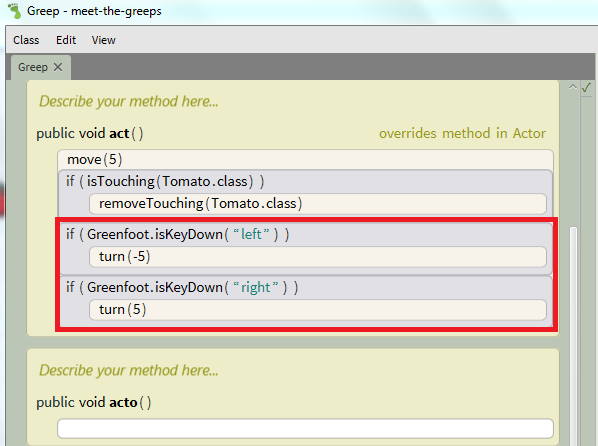 Greep - meet-the-greeps
Class Edit View
Greep
Describe your method here...
public void act() overrides method in Actor
move(5)
if ( isTouching(Tomato.class) )
removeTouching(Tomato.class)
if ( Greenfoot.isKeyDown( “left” ) )
turn(-5)
if ( Greenfoot.isKeyDown( “right” ) )
turn(5)
Describe your method here...
public void acto()